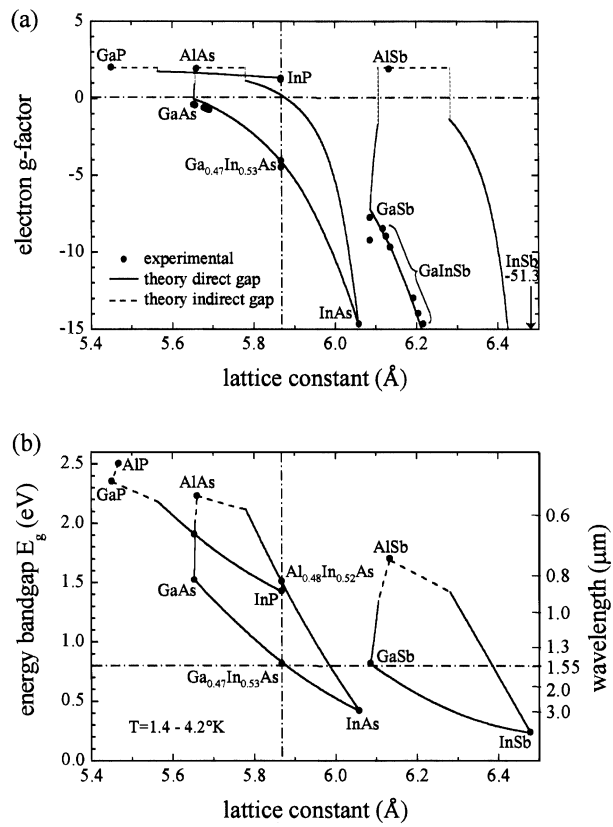 (a)
electron g-factor
5
0
-5
-10
-15
GaP
AlAs
InP
AlSb
GaAs
Ga0.47In0.53As
GaSb
GaInSb
InSb
-51.3
InAs
experimental
theory direct gap
theory indirect gap
5.4 5.6 5.8 6.0 6.2 6.4
lattice constant (Å)
(b)
energy bandgap Eg (eV)
2.5
2.0
1.5
1.0
0.5
0.0
AlP
GaP
AlAs
AlSb
Al0.48In0.52As
GaAs
InP
GaSb
Ga0.47In0.53As
InAs
InSb
T=1.4 - 4.2°K
0.6
0.8
1.0
1.3
1.55
2.0
3.0
wavelength (μm)
5.4 5.6 5.8 6.0 6.2 6.4
lattice constant (Å)